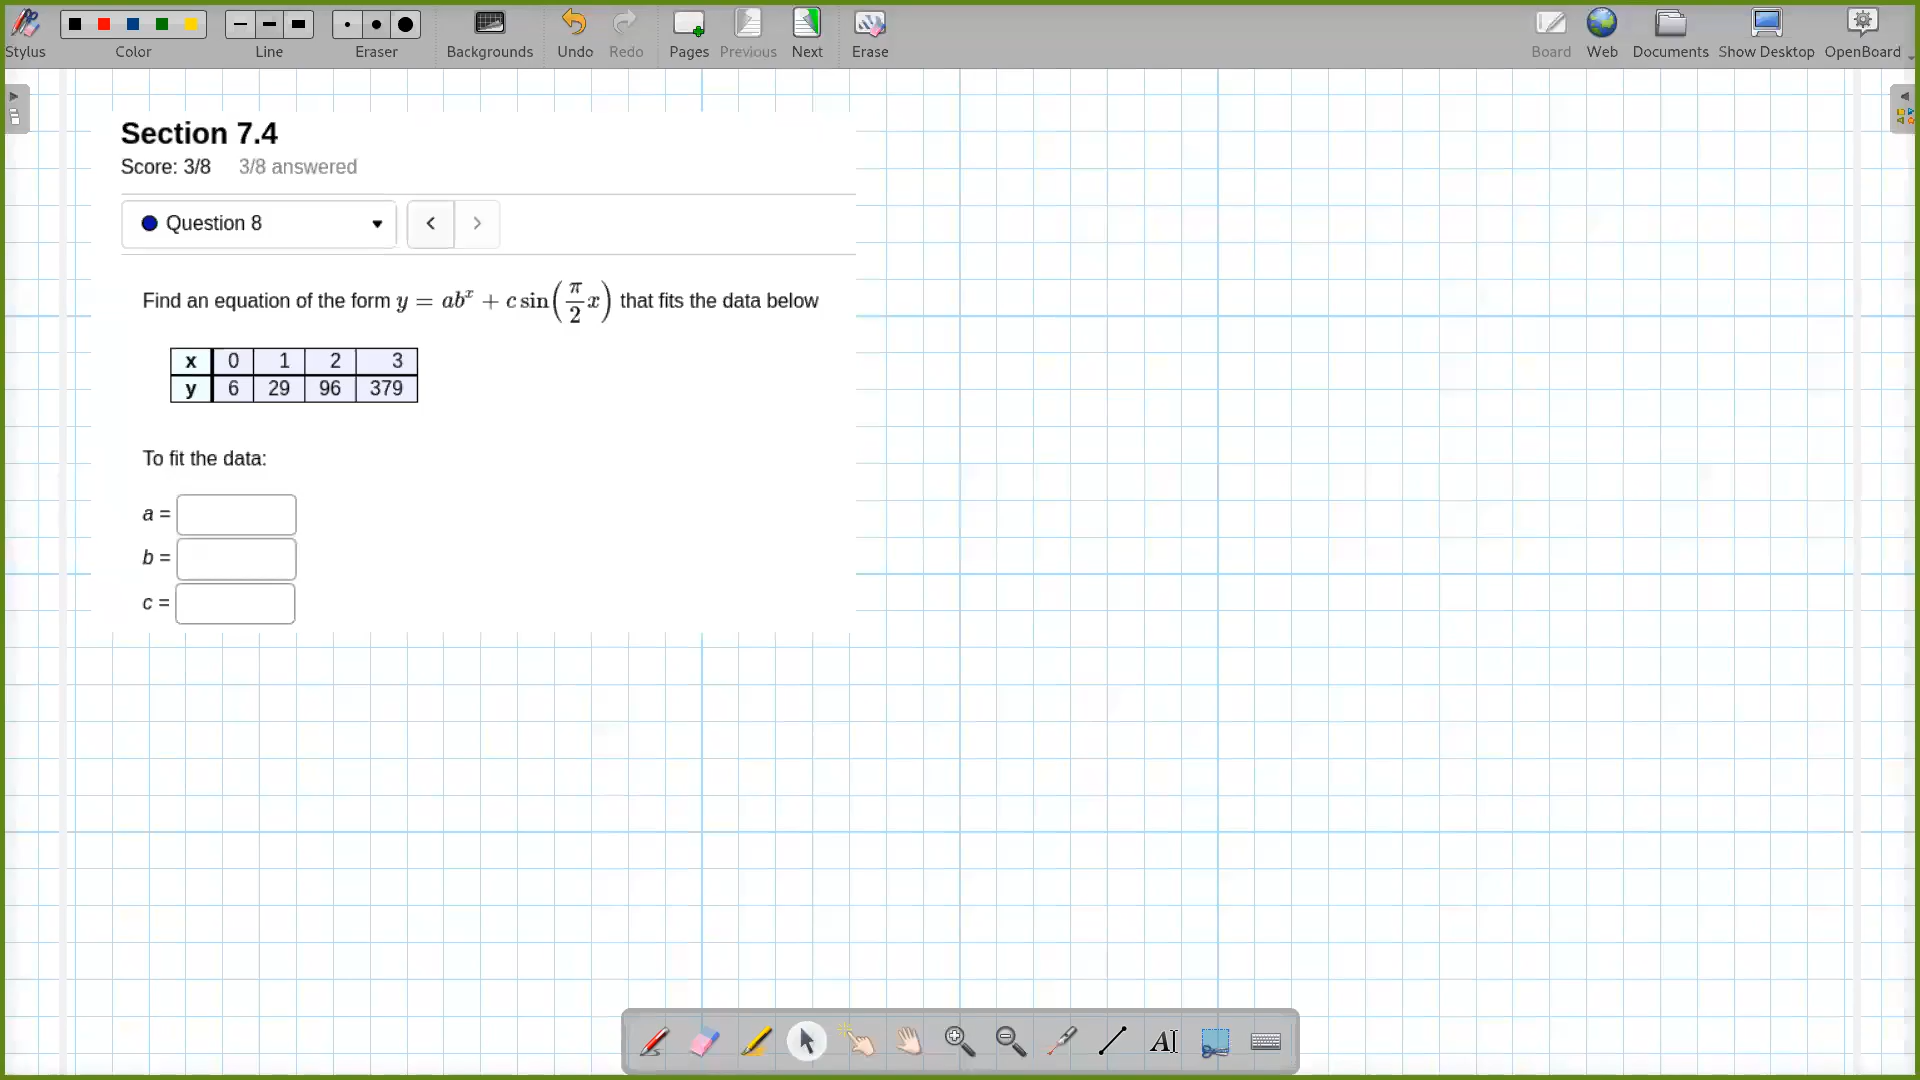 Stylus Color Line Eraser Backgrounds Undo Redo Pages Previous Next Erase Board Web Documents Show Desktop OpenBoard
Section 7.4
Score: 3/8 3/8 answered
Question 8
Find an equation of the form y = ab^x + c sin(π/2 x) that fits the data below
x 0 1 2 3
y 6 29 96 379
To fit the data:
a =
b =
c =